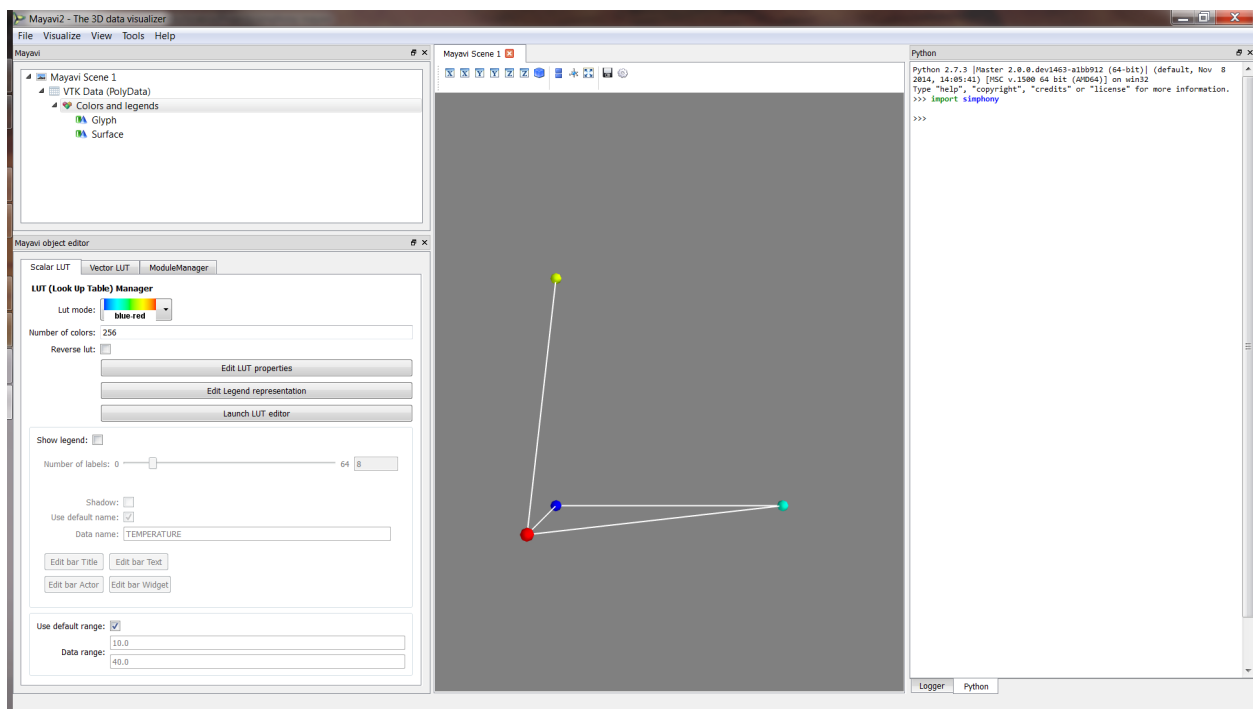 Mayavi2 - The 3D data visualizer
File Visualize View Tools Help
Mayavi
Mayavi Scene 1
VTK Data (PolyData)
Colors and legends
Glyph
Surface
Mayavi object editor
Scalar LUT Vector LUT ModuleManager
LUT (Look Up Table) Manager
Lut mode: blue-red
Number of colors: 256
Reverse lut:
Edit LUT properties
Edit Legend representation
Launch LUT editor
Show legend:
Number of labels: 0 64 8
Shadow:
Use default name:
Data name: TEMPERATURE
Edit bar Title Edit bar Text
Edit bar Actor Edit bar Widget
Use default range:
Data range:
10.0
40.0
Mayavi Scene 1
X X Y Y Z Z
Python
Python 2.7.3 |Master 2.0.0.dev1463-a1bb912 (64-bit)| (default, Nov 8
2014, 14:05:41) [MSC v.1500 64 bit (AMD64)] on win32
Type "help", "copyright", "credits" or "license" for more information.
>>> import simphony
>>>
Logger Python